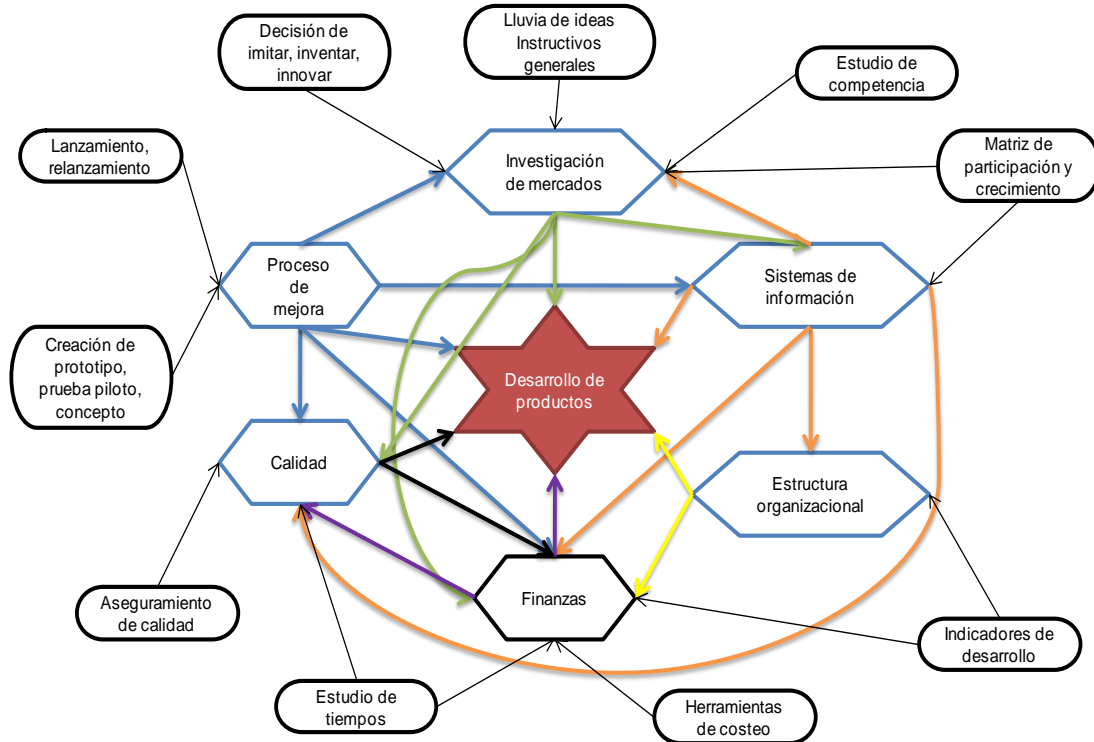 Decisión de
imitar, inventar,
innovar
Lluvia de ideas
Instructivos
generales
Estudio de
competencia
Lanzamiento,
relanzamiento
Investigación
de mercados
Matriz de
participación y
crecimiento
Proceso
de
mejora
Sistemas de
información
Creación de
prototipo,
prueba piloto,
concepto
Desarrollo de
productos
Calidad
Estructura
organizacional
Aseguramiento
de calidad
Finanzas
Indicadores de
desarrollo
Estudio de
tiempos
Herramientas
de costeo